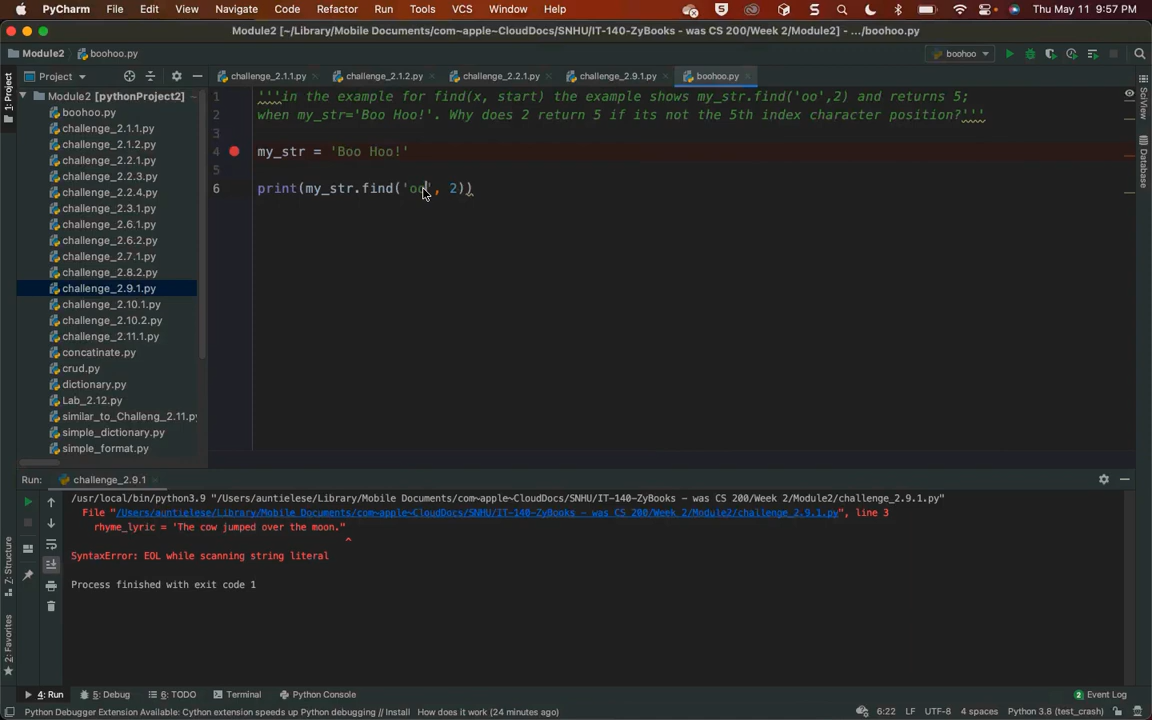 PyCharm File Edit View Navigate Code Refactor Run Tools VCS Window Help Thu May 11 9:57 PM
Module2 [~/Library/Mobile Documents/com~apple~CloudDocs/SNHU/IT-140-ZyBooks - was CS 200/Week 2/Module2] - .../boohoo.py
Module2 boohoo.py boohoo
Project challenge_2.1.1.py challenge_2.1.2.py challenge_2.2.1.py challenge_2.9.1.py boohoo.py
1: Project
Module2 [pythonProject2]
boohoo.py
challenge_2.1.1.py
challenge_2.1.2.py
challenge_2.2.1.py
challenge_2.2.3.py
challenge_2.2.4.py
challenge_2.3.1.py
challenge_2.6.1.py
challenge_2.6.2.py
challenge_2.7.1.py
challenge_2.8.2.py
challenge_2.9.1.py
challenge_2.10.1.py
challenge_2.10.2.py
challenge_2.11.1.py
concatinate.py
crud.py
dictionary.py
Lab_2.12.py
similar_to_Challeng_2.11.py
simple_dictionary.py
simple_format.py
1 '''in the example for find(x, start) the example shows my_str.find('oo',2) and returns 5;
2 when my_str='Boo Hoo!'. Why does 2 return 5 if its not the 5th index character position?'''
3
4 my_str = 'Boo Hoo!'
5
6 print(my_str.find('oo', 2))
SciView
Database
Run: challenge_2.9.1
/usr/local/bin/python3.9 "/Users/auntielese/Library/Mobile Documents/com~apple~CloudDocs/SNHU/IT-140-ZyBooks - was CS 200/Week 2/Module2/challenge_2.9.1.py"
File "/Users/auntielese/Library/Mobile Documents/com~apple~CloudDocs/SNHU/IT-140-ZyBooks - was CS 200/Week 2/Module2/challenge_2.9.1.py", line 3
rhyme_lyric = 'The cow jumped over the moon."
^
SyntaxError: EOL while scanning string literal
Process finished with exit code 1
7: Structure
2: Favorites
4: Run 5: Debug 6: TODO Terminal Python Console 2 Event Log
Python Debugger Extension Available: Cython extension speeds up Python debugging // Install How does it work (24 minutes ago) 6:22 LF UTF-8 4 spaces Python 3.8 (test_crash)